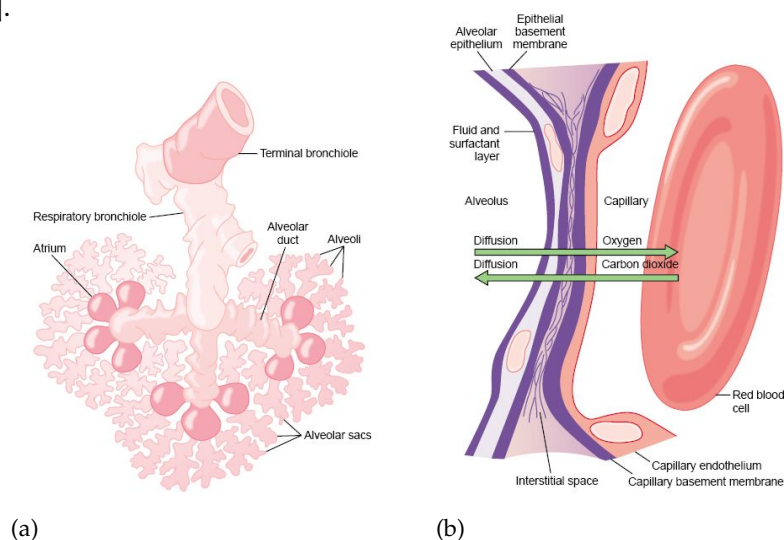 ].
Terminal bronchiole
Respiratory bronchiole
Alveolar
duct
Alveoli
Atrium
Alveolar sacs
(a)
Epithelial
basement
membrane
Alveolar
epithelium
Fluid and
surfactant
layer
Alveolus
Capillary
Diffusion
Oxygen
Diffusion
Carbon dioxide
Red blood
cell
Interstitial space
Capillary endothelium
Capillary basement membrane
(b)